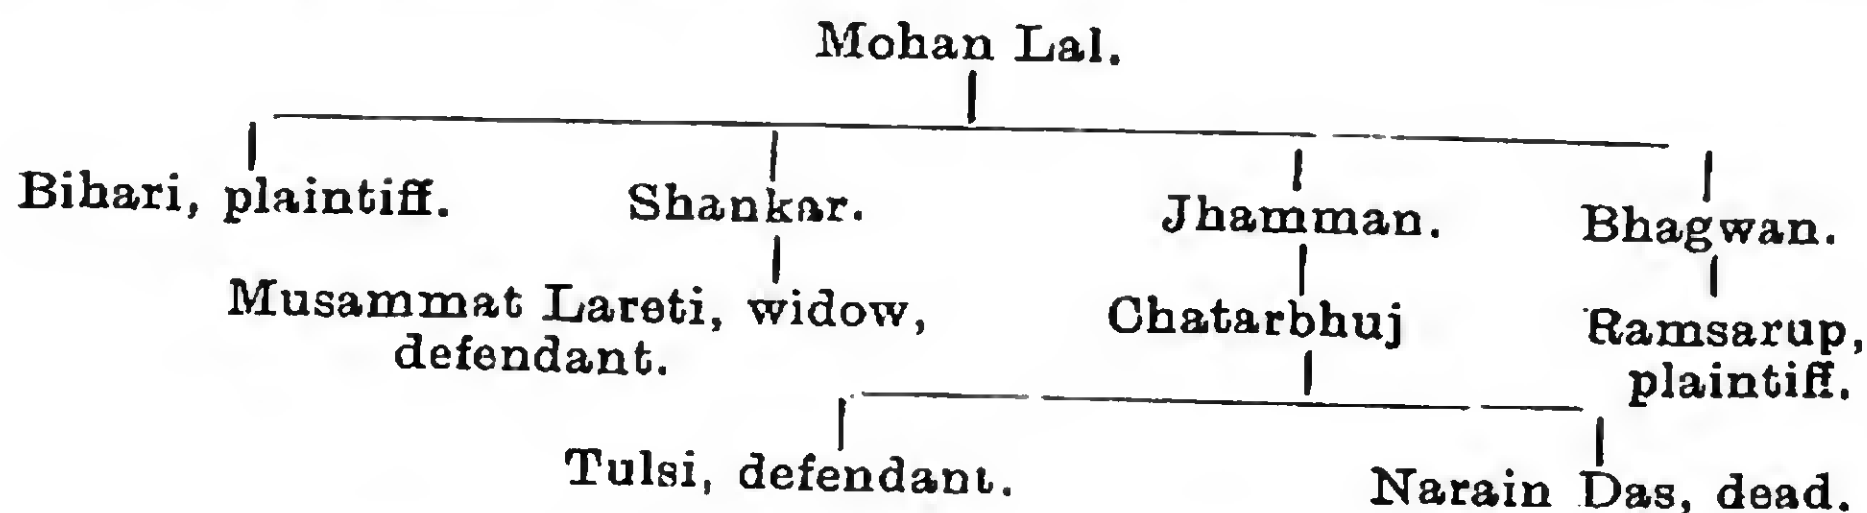 Mohan Lal.
Bihari, plaintiff. Shankar. Jhamman. Bhagwan.
Musammat Lareti, widow, defendant. Chatarbhuj Ramsarup, plaintiff.
Tulsi, defendant. Narain Das, dead.